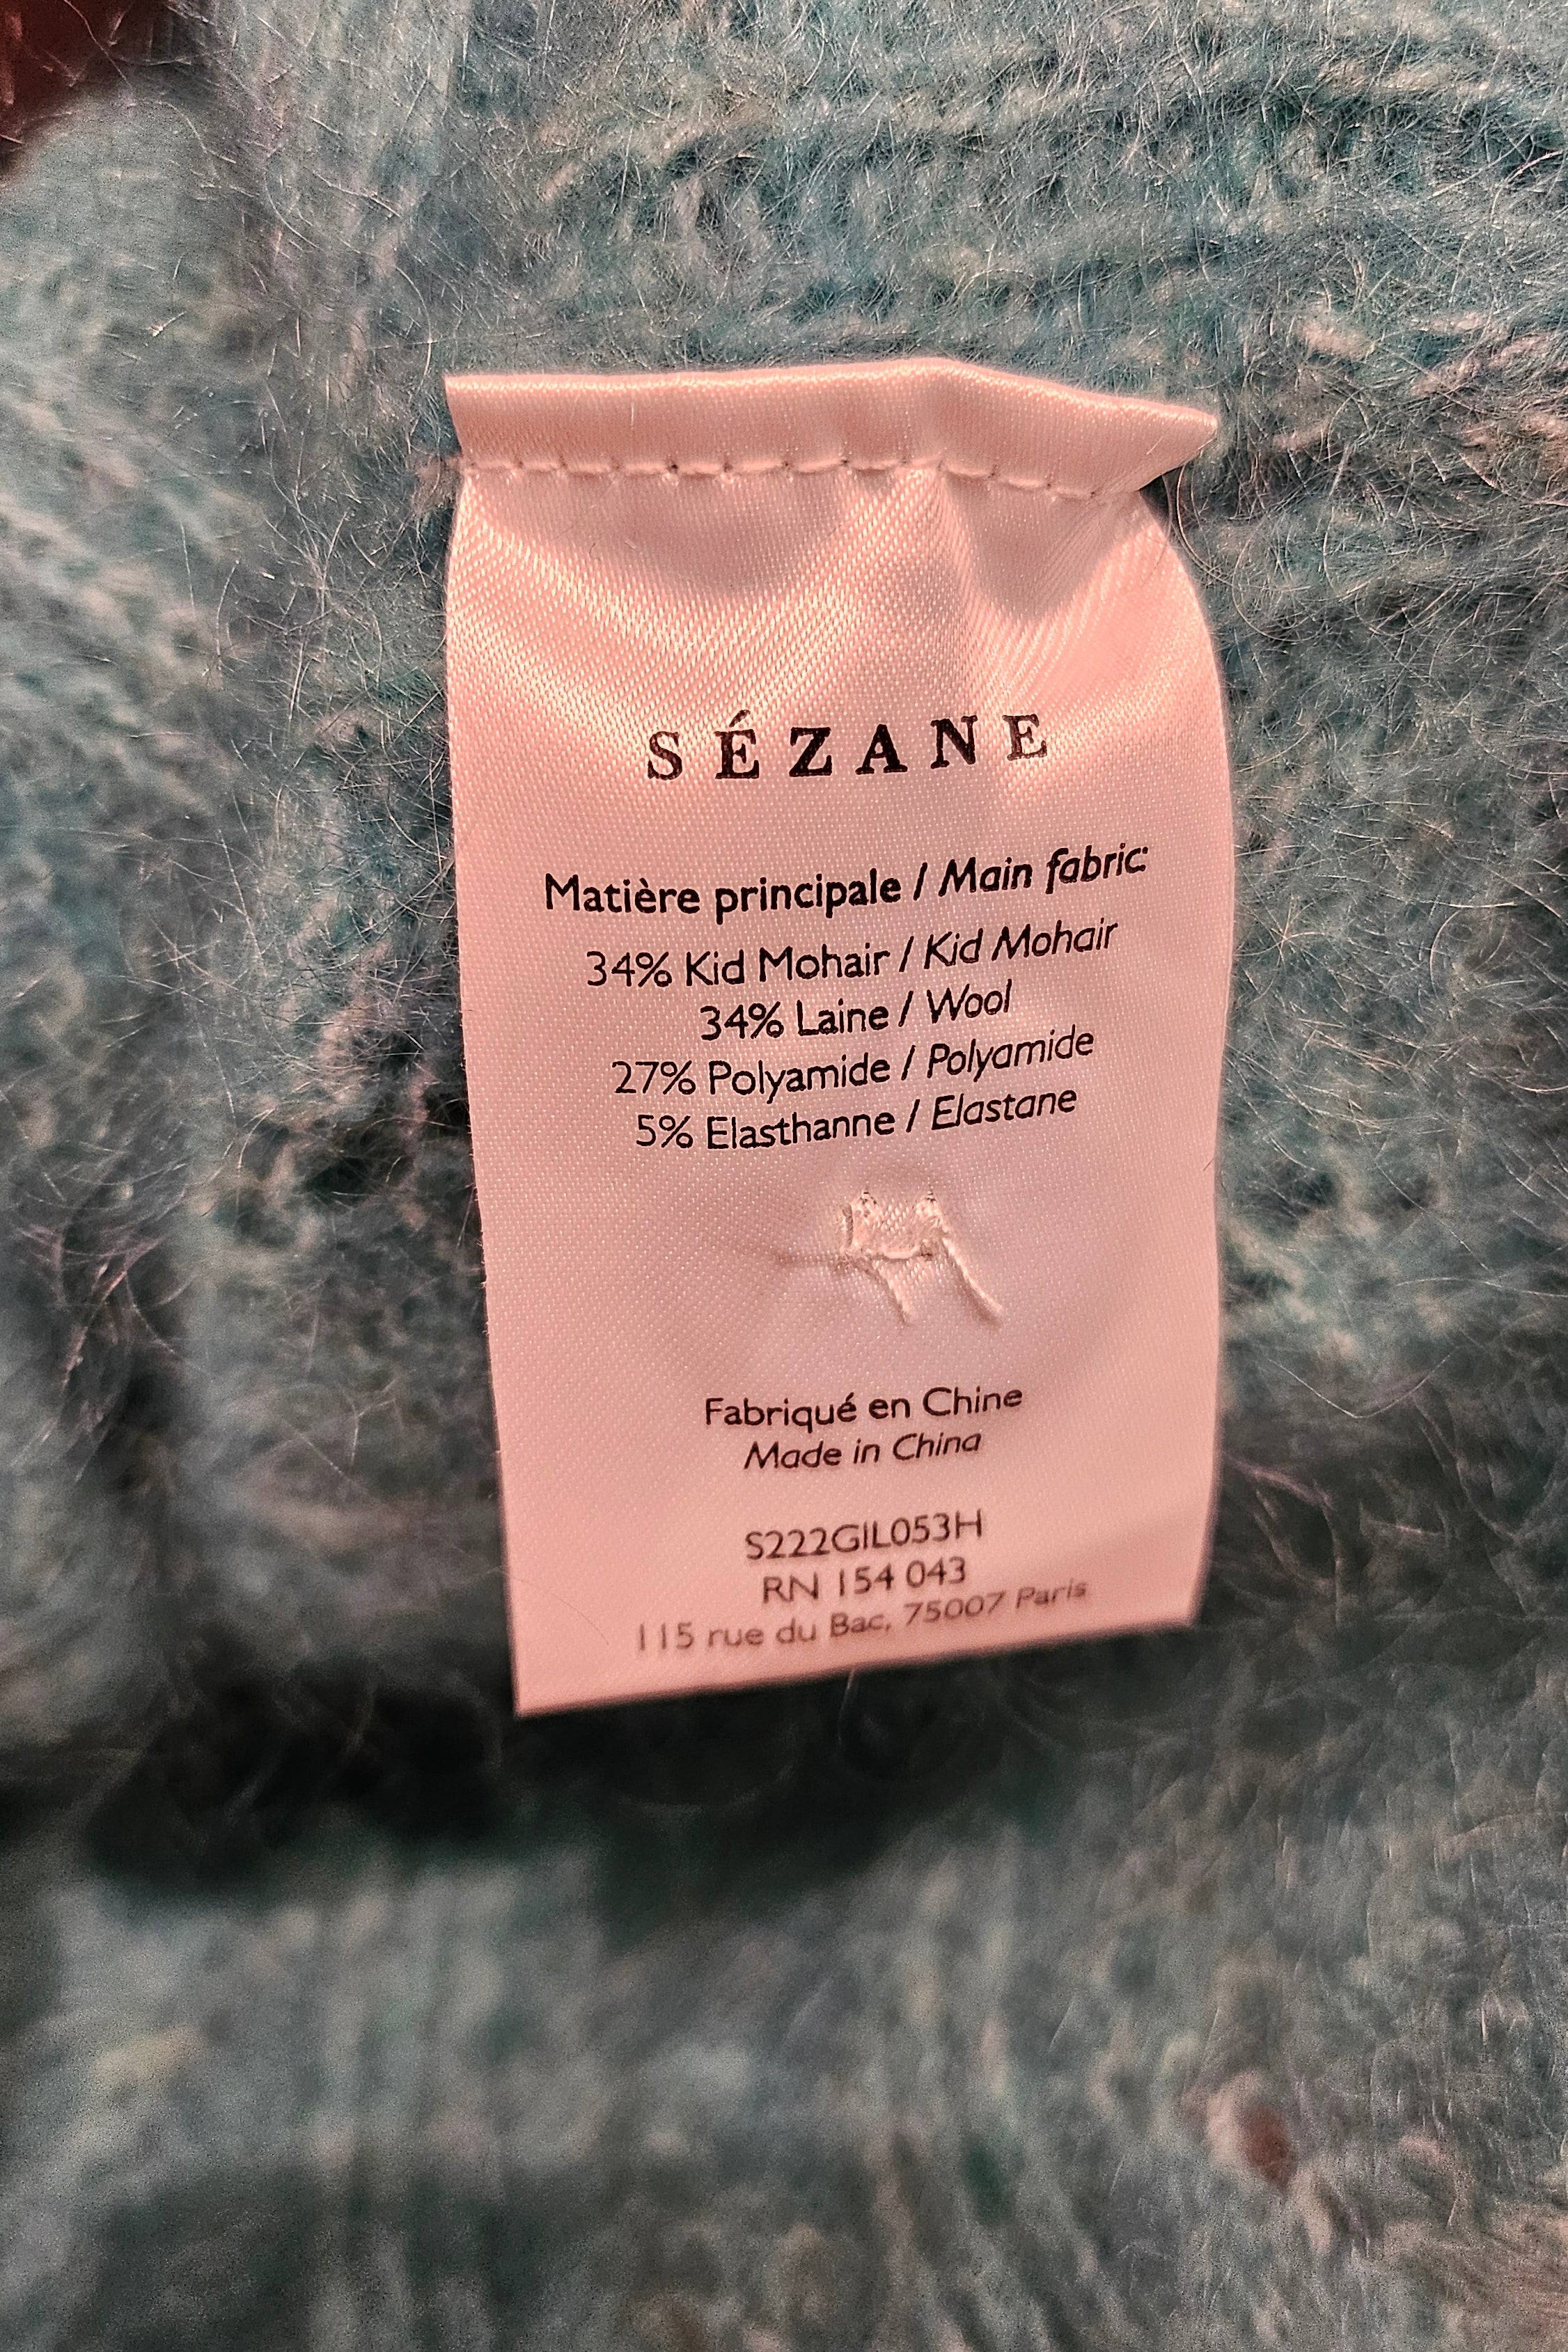 SÉZANE
Matière principale / Main fabric:
34% Kid Mohair / Kid Mohair
34% Laine / Wool
27% Polyamide / Polyamide
5% Elasthanne / Elastane
Fabriqué en Chine
Made in China
S222GIL053H
RN 154 043
115 rue du Bac, 75007 Paris